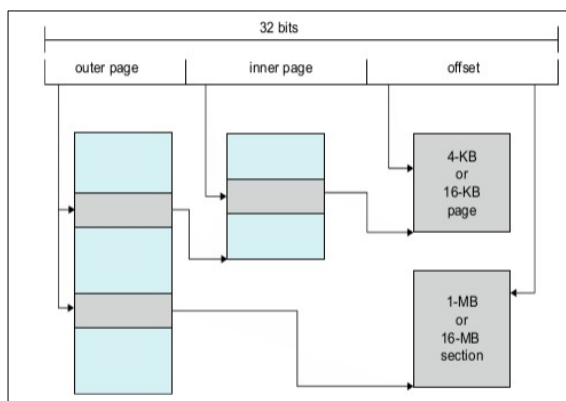 32 bits
outer page
inner page
offset
4-KB
or
16-KB
page
1-MB
or
16-MB
section